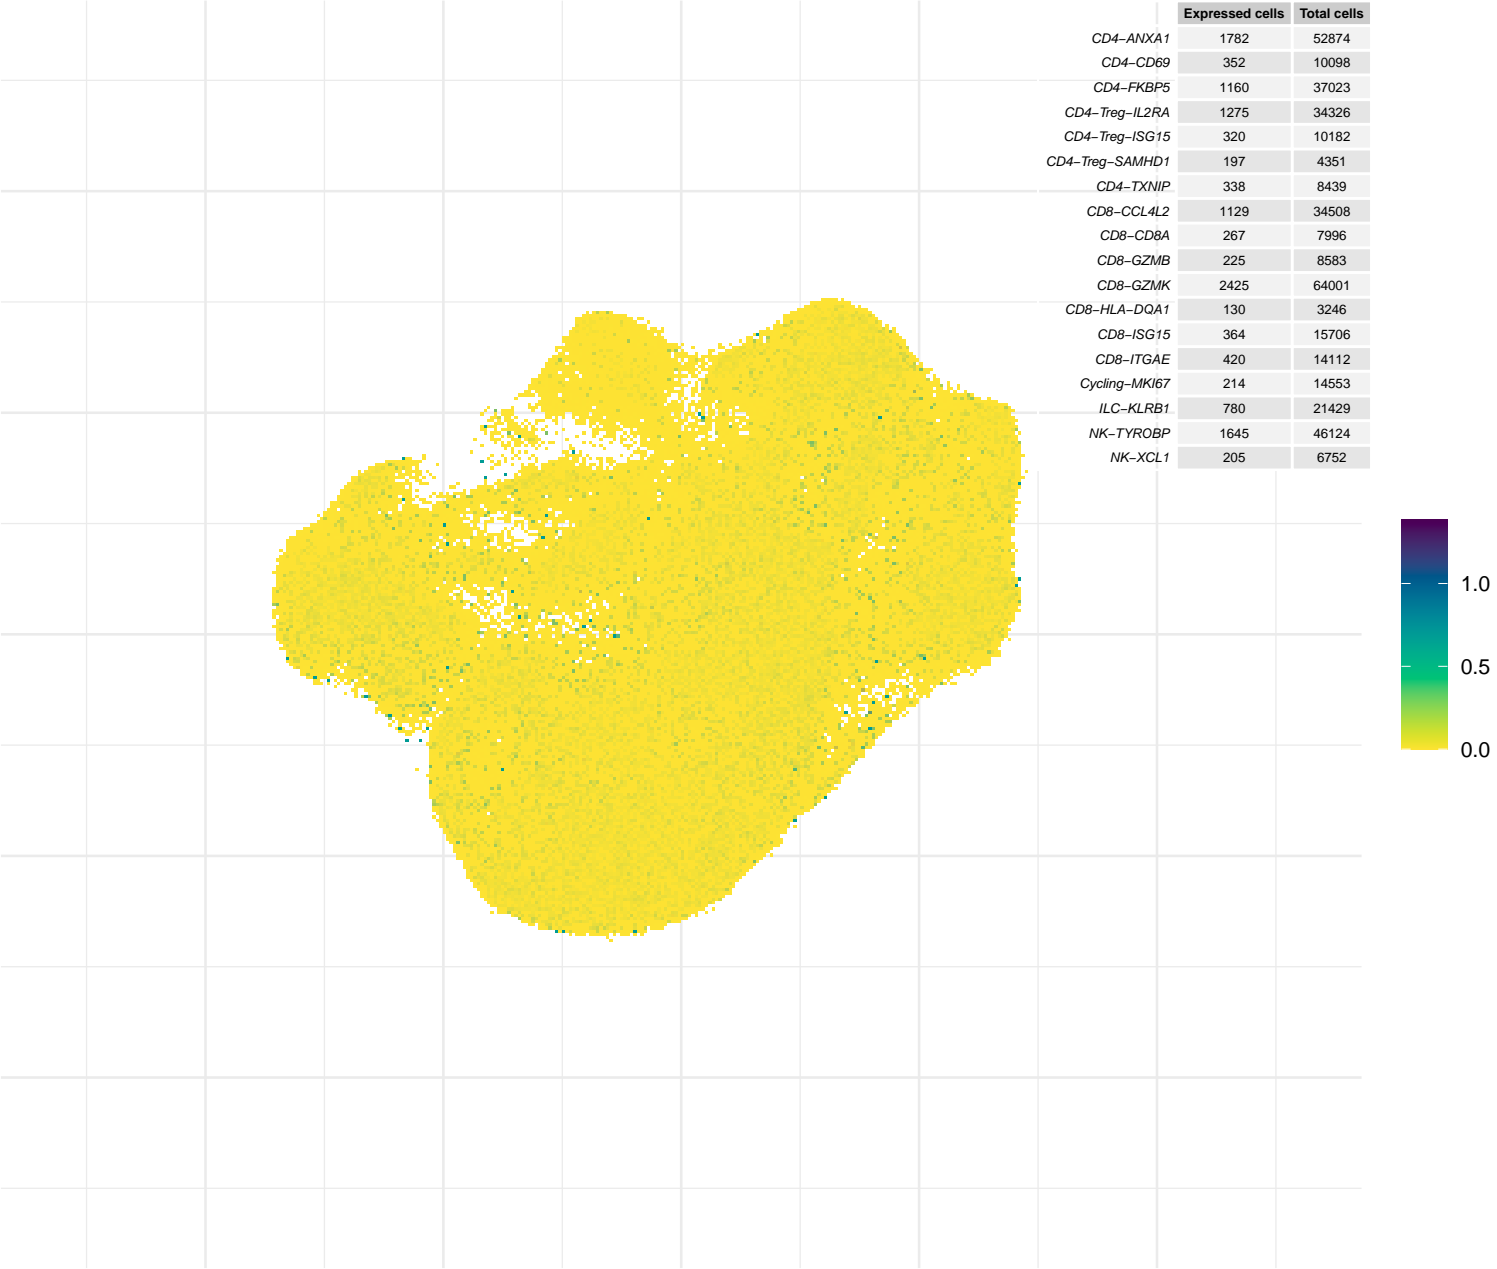 Expressed cells Total cells
CD4−ANXA1 1782 52874
CD4−CD69 352 10098
CD4−FKBP5 1160 37023
CD4−Treg−IL2RA 1275 34326
CD4−Treg−ISG15 320 10182
CD4−Treg−SAMHD1 197 4351
CD4−TXNIP 338 8439
CD8−CCL4L2 1129 34508
CD8−CD8A 267 7996
CD8−GZMB 225 8583
CD8−GZMK 2425 64001
CD8−HLA−DQA1 130 3246
CD8−ISG15 364 15706
CD8−ITGAE 420 14112
Cycling−MKI67 214 14553
ILC−KLRB1 780 21429
NK−TYROBP 1645 46124
NK−XCL1 205 6752
1.0
0.5
0.0